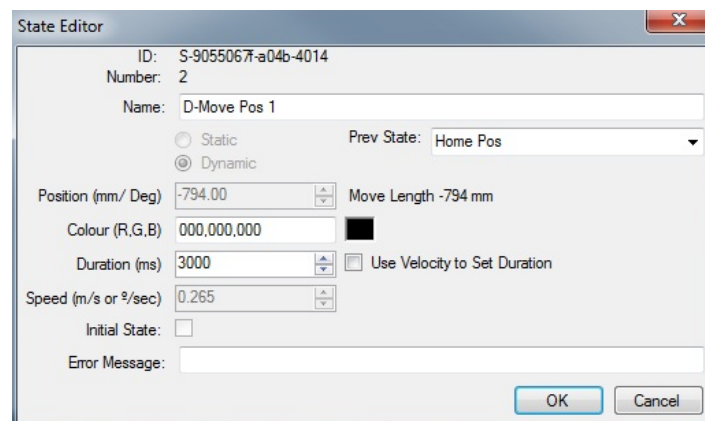 State Editor
ID: S-9055067f-a04b-4014
Number: 2
Name: D-Move Pos 1
Static Prev State: Home Pos
Dynamic
Position (mm/ Deg) -794.00 Move Length -794 mm
Colour (R,G,B) 000,000,000
Duration (ms) 3000 Use Velocity to Set Duration
Speed (m/s or º/sec) 0.265
Initial State:
Error Message:
OK Cancel